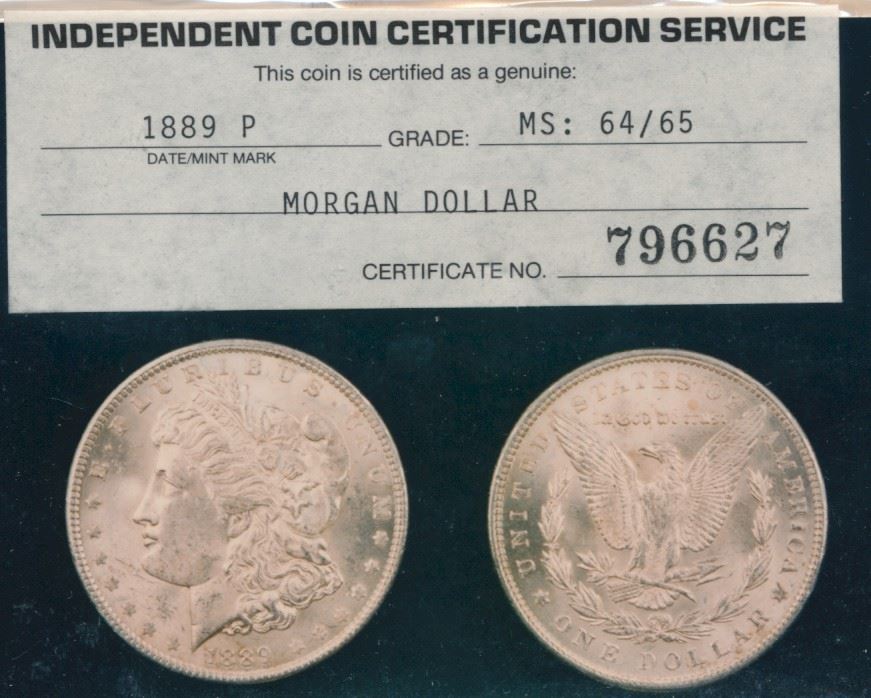 INDEPENDENT COIN CERTIFICATION SERVICE
This coin is certified as a genuine:
1889 P GRADE: MS: 64/65
DATE/MINT MARK
MORGAN DOLLAR
CERTIFICATE NO. 796627
E·PLURIBUS·UNUM
1889
UNITED STATES OF AMERICA
In God We Trust
ONE DOLLAR